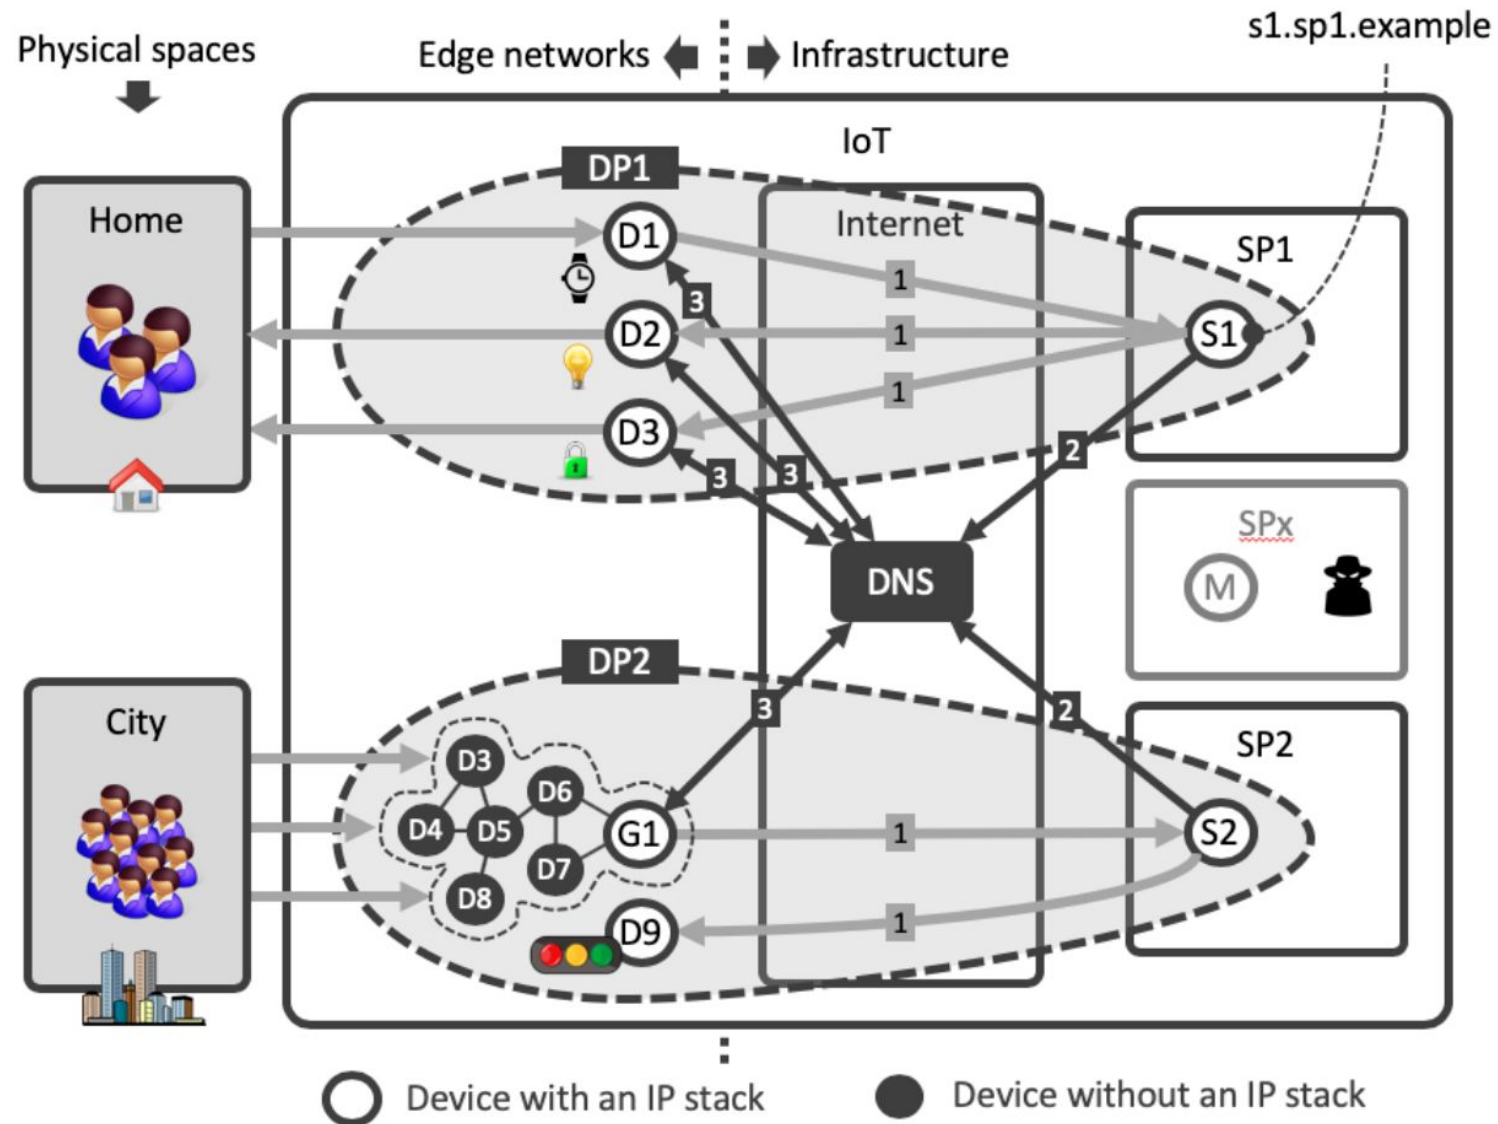 s1.sp1.example
Physical spaces
Edge networks
Infrastructure
IoT
DP1
Home
Internet
SP1
D1
1
3
D2
1
S1
1
D3
2
3
3
SPx
M
DNS
DP2
City
3
2
SP2
D3
D6
D4
D5
G1
1
S2
D7
D8
D9
1
Device with an IP stack
Device without an IP stack